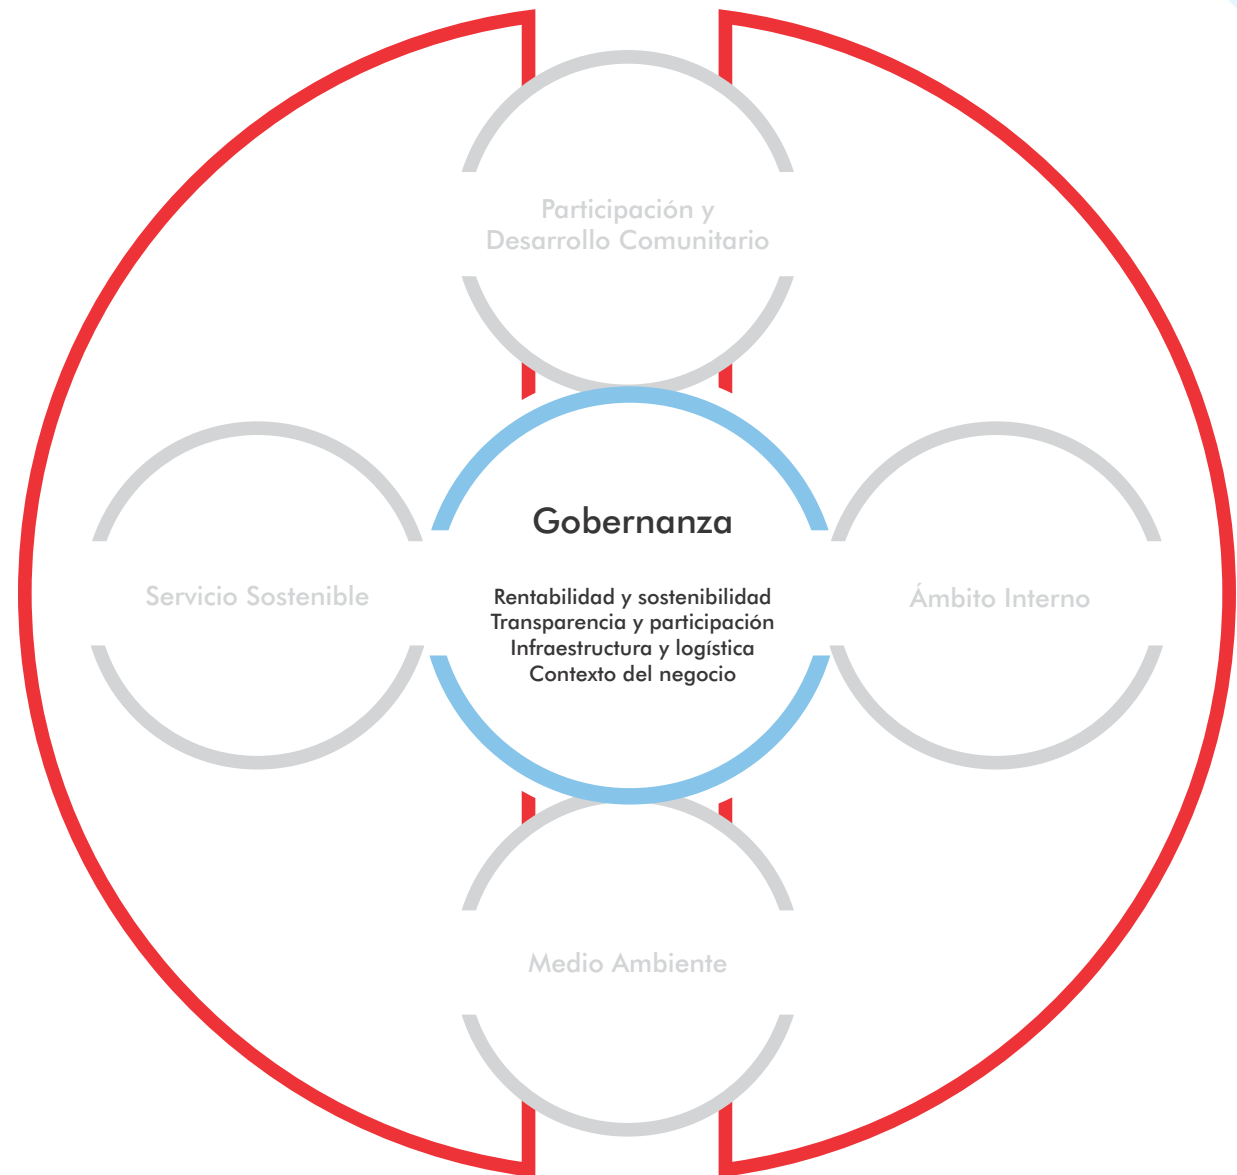 Participación y
Desarrollo Comunitario
Gobernanza
Rentabilidad y sostenibilidad
Transparencia y participación
Infraestructura y logística
Contexto del negocio
Servicio Sostenible
Ámbito Interno
Medio Ambiente